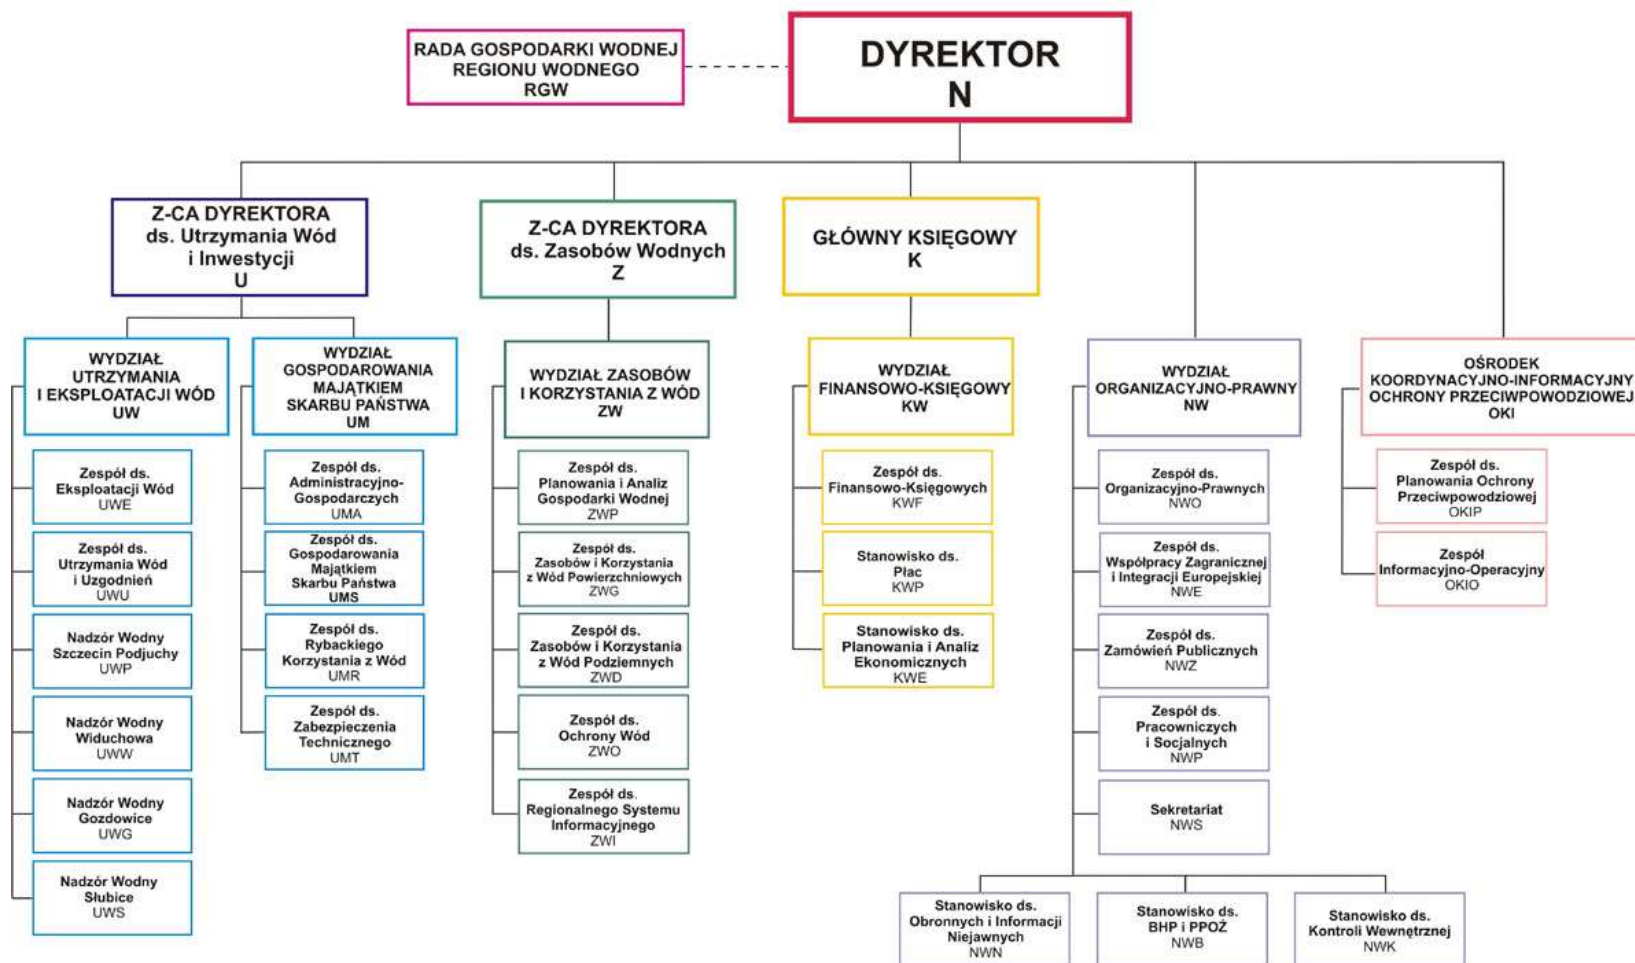 RADA GOSPODARKI WODNEJ
REGIONU WODNEGO
RGW
DYREKTOR
N
Z-CA DYREKTORA
ds. Utrzymania Wód
i Inwestycji
U
Z-CA DYREKTORA
ds. Zasobów Wodnych
Z
GŁÓWNY KSIĘGOWY
K
WYDZIAŁ
UTRZYMANIA
I EKSPLOATACJI WÓD
UW
WYDZIAŁ
GOSPODAROWANIA
MAJĄTKIEM
SKARBU PAŃSTWA
UM
WYDZIAŁ ZASOBÓW
I KORZYSTANIA Z WÓD
ZW
WYDZIAŁ
FINANSOWO-KSIĘGOWY
KW
WYDZIAŁ
ORGANIZACYJNO-PRAWNY
NW
OŚRODEK
KOORDYNACYJNO-INFORMACYJNY
OCHRONY PRZECIWPOWODZIOWEJ
OKI
Zespół ds.
Eksploatacji Wód
UWE
Zespół ds.
Utrzymania Wód
i Uzgodnień
UWU
Nadzór Wodny
Szczecin Podjuchy
UWP
Nadzór Wodny
Widuchowa
UWW
Nadzór Wodny
Gozdowice
UWG
Nadzór Wodny
Słubice
UWS
Zespół ds.
Administracyjno-
Gospodarczych
UMA
Zespół ds.
Gospodarowania
Majątkiem
Skarbu Państwa
UMS
Zespół ds.
Rybackiego
Korzystania z Wód
UMR
Zespół ds.
Zabezpieczenia
Technicznego
UMT
Zespół ds.
Planowania i Analiz
Gospodarki Wodnej
ZWP
Zespół ds.
Zasobów i Korzystania
z Wód Powierzchniowych
ZWG
Zespół ds.
Zasobów i Korzystania
z Wód Podziemnych
ZWD
Zespół ds.
Ochrony Wód
ZWO
Zespół ds.
Regionalnego Systemu
Informacyjnego
ZWI
Zespół ds.
Finansowo-Księgowych
KWF
Stanowisko ds.
Płac
KWP
Stanowisko ds.
Planowania i Analiz
Ekonomicznych
KWE
Zespół ds.
Organizacyjno-Prawnych
NWO
Zespół ds.
Współpracy Zagranicznej
i Integracji Europejskiej
NWE
Zespół ds.
Zamówień Publicznych
NWZ
Zespół ds.
Pracowniczych
i Socjalnych
NWP
Sekretariat
NWS
Zespół ds.
Planowania Ochrony
Przeciwpowodziowej
OKIP
Zespół
Informacyjno-Operacyjny
OKIO
Stanowisko ds.
Obronnych i Informacji
Niejawnych
NWN
Stanowisko ds.
BHP i PPOŻ
NWB
Stanowisko ds.
Kontroli Wewnętrznej
NWK